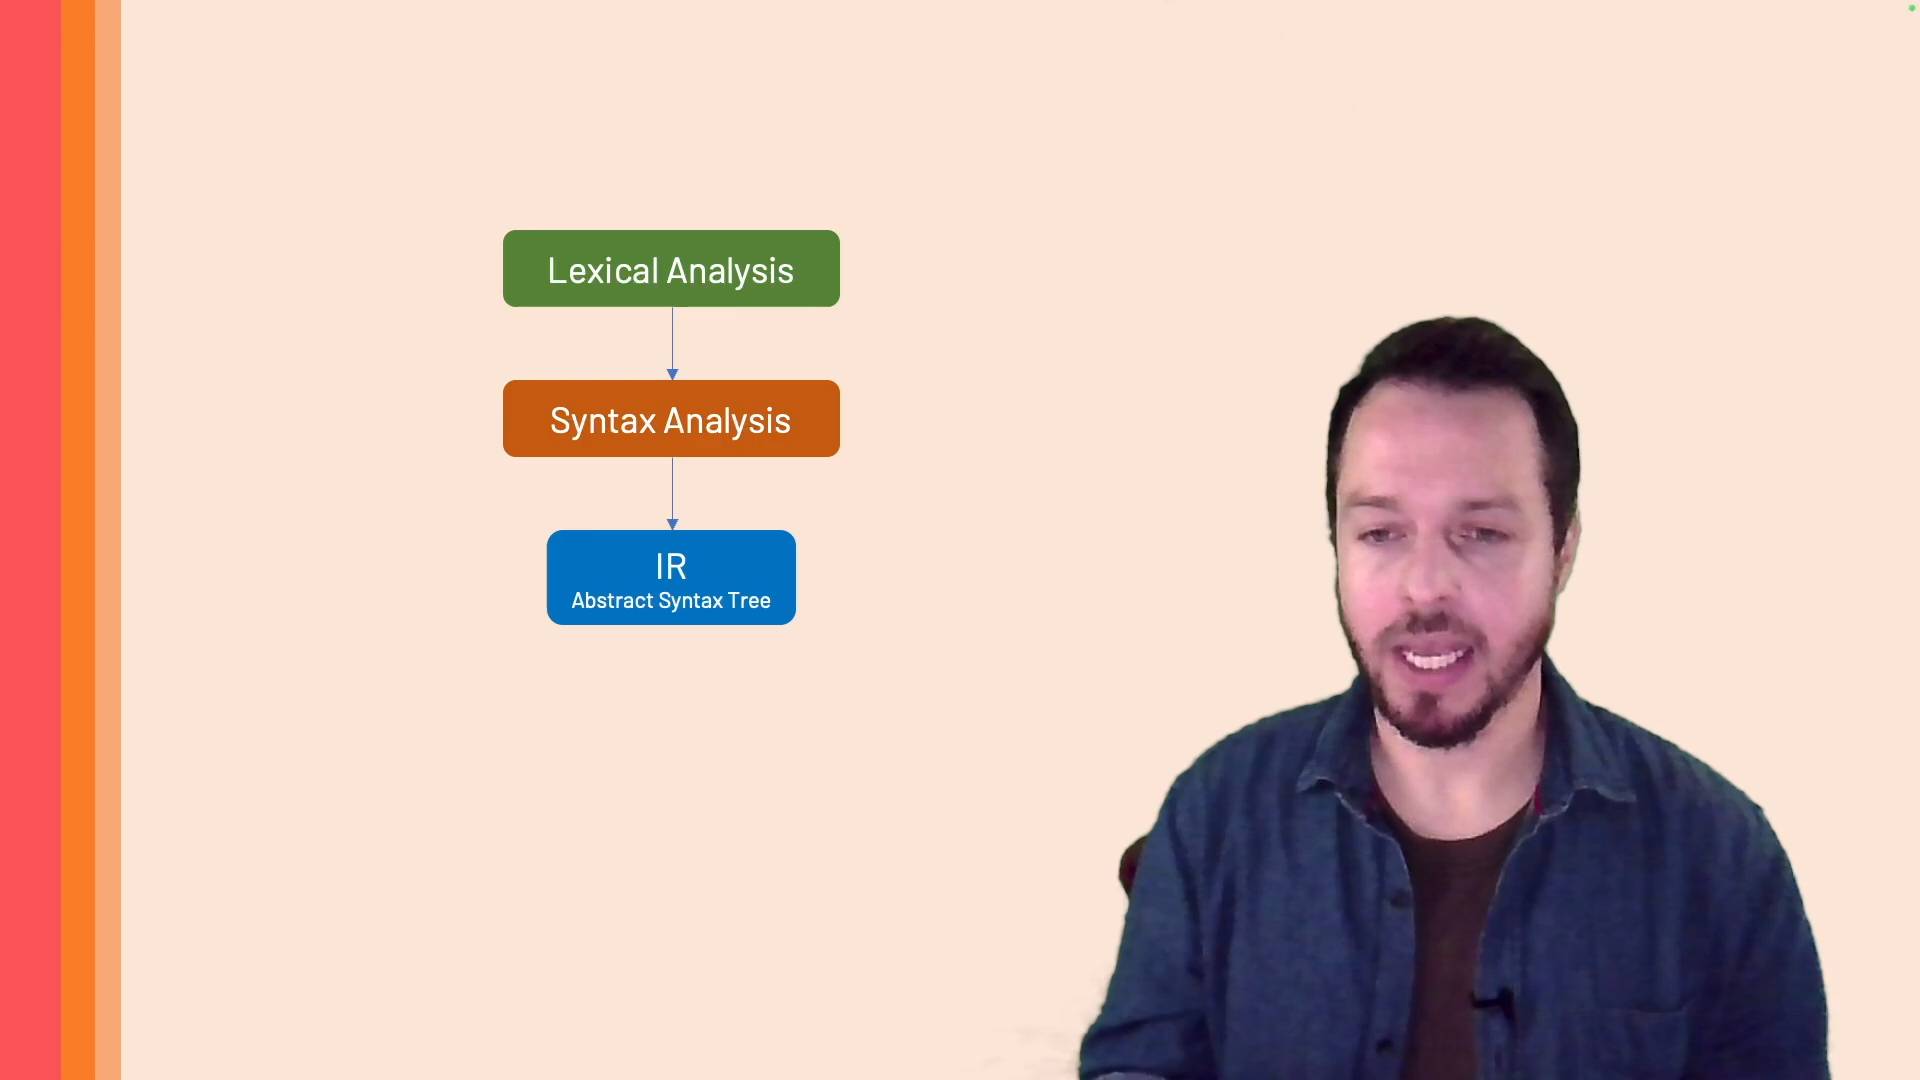 Lexical Analysis
Syntax Analysis
IR
Abstract Syntax Tree